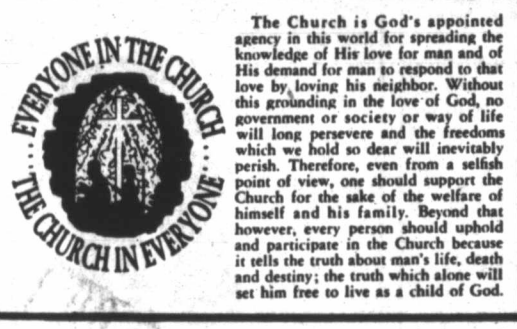 EVERYONE IN THE CHURCH
THE CHURCH IN EVERYONE
The Church is God's appointed
agency in this world for spreading the
knowledge of His love for man and of
His demand for man to respond to that
love by loving his neighbor. Without
this grounding in the love of God, no
government or society or way of life
will long persevere and the freedoms
which we hold so dear will inevitably
perish. Therefore, even from a selfish
point of view, one should support the
Church for the sake of the welfare of
himself and his family. Beyond that
however, every person should uphold
and participate in the Church because
it tells the truth about man's life, death
and destiny; the truth which alone will
set him free to live as a child of God.